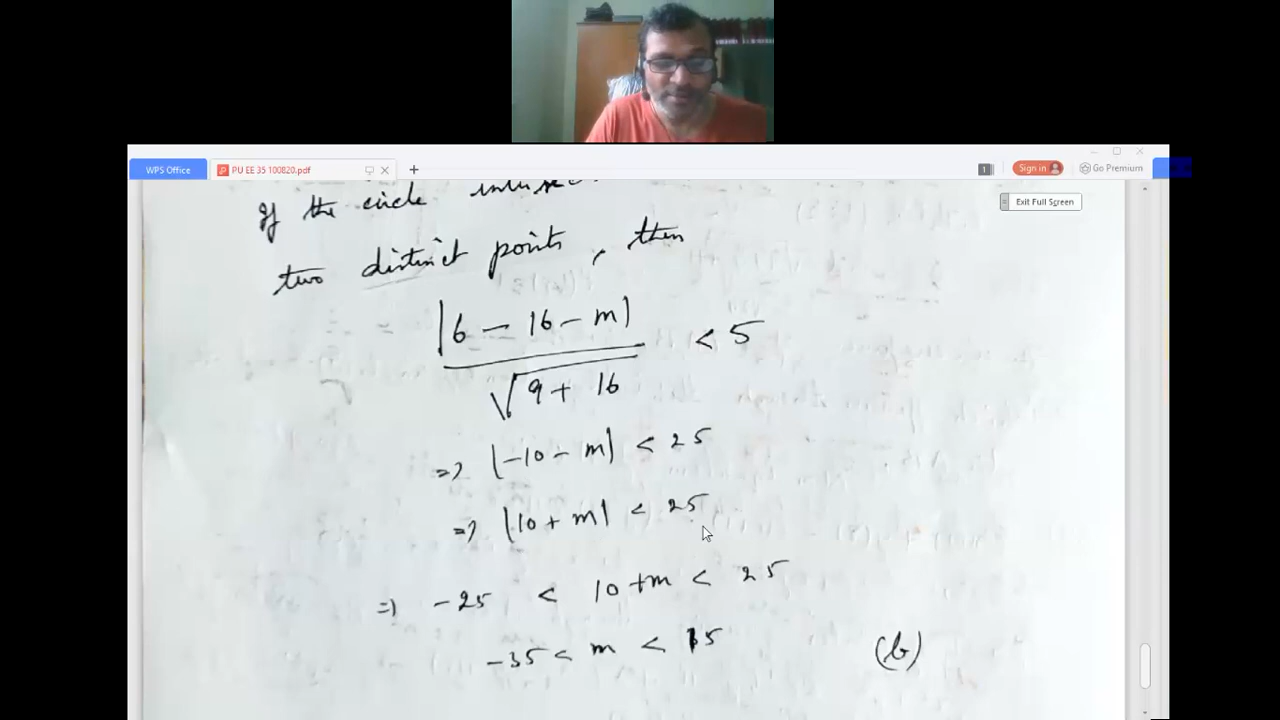 WPS Office
PU EE 35 100820.pdf
Sign in
Go Premium
Exit Full Screen
If the circle
two distinct points, then
|6 - 16 - m| / √(9 + 16) < 5
=> |-10 - m| < 25
=> |10 + m| < 25
=> -25 < 10 + m < 25
-35 < m < 15 (b)